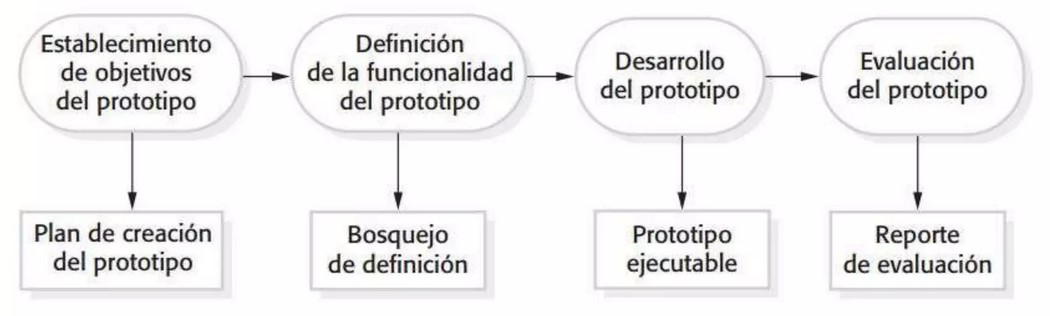 Establecimiento
de objetivos
del prototipo
Definición
de la funcionalidad
del prototipo
Desarrollo
del prototipo
Evaluación
del prototipo
Plan de creación
del prototipo
Bosquejo
de definición
Prototipo
ejecutable
Reporte
de evaluación